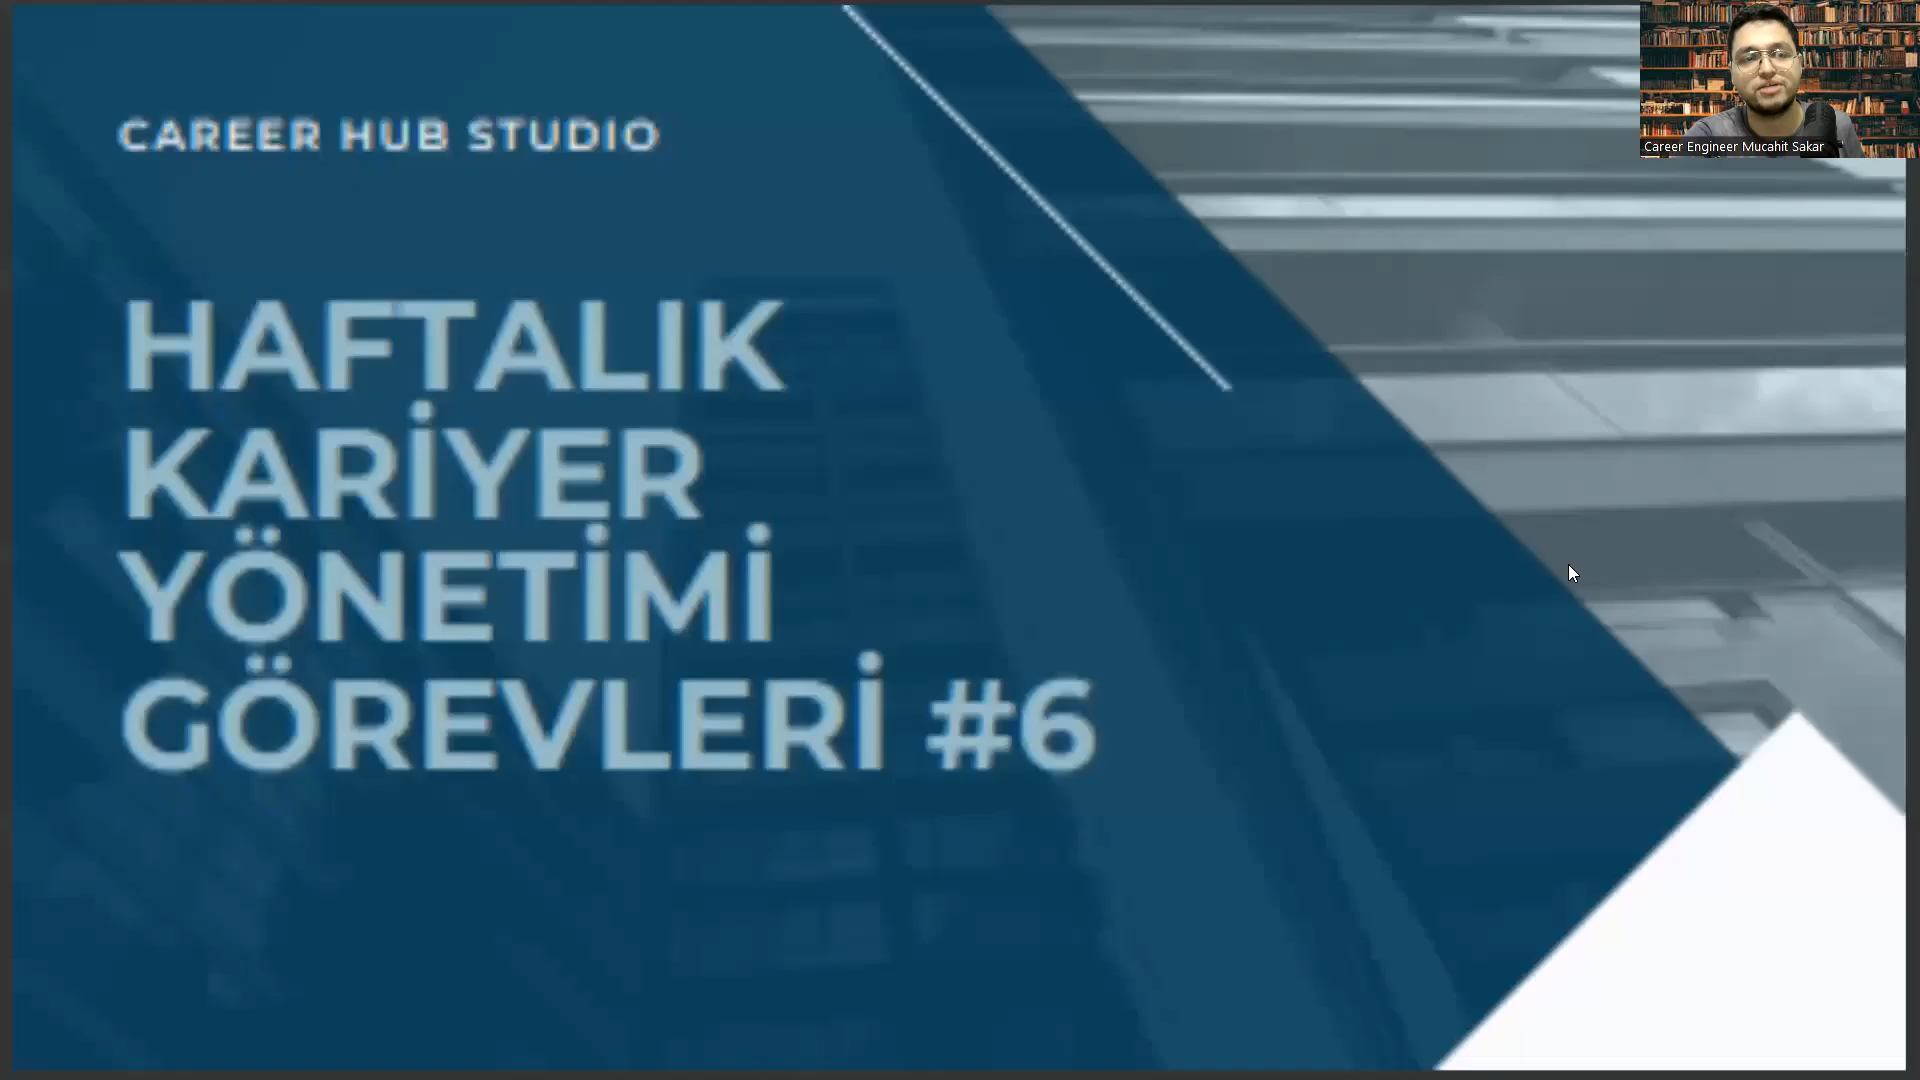 CAREER HUB STUDIO
HAFTALIK
KARİYER
YÖNETİMİ
GÖREVLERİ #6
Career Engineer Mucahit Sakar